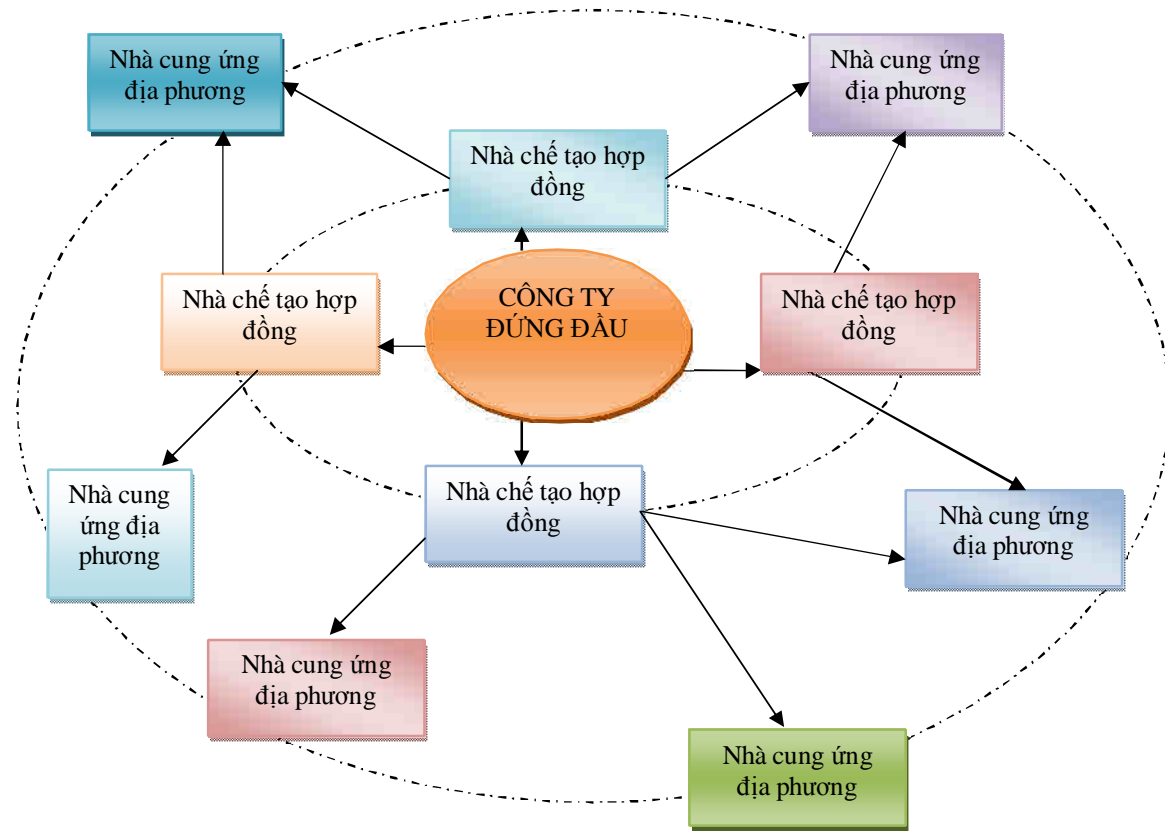 Nhà cung ứng
địa phương
Nhà cung ứng
địa phương
Nhà chế tạo hợp
đồng
Nhà chế tạo hợp
đồng
CÔNG TY
ĐỨNG ĐẦU
Nhà chế tạo hợp
đồng
Nhà cung
ứng địa
phương
Nhà chế tạo hợp
đồng
Nhà cung ứng
địa phương
Nhà cung ứng
địa phương
Nhà cung ứng
địa phương